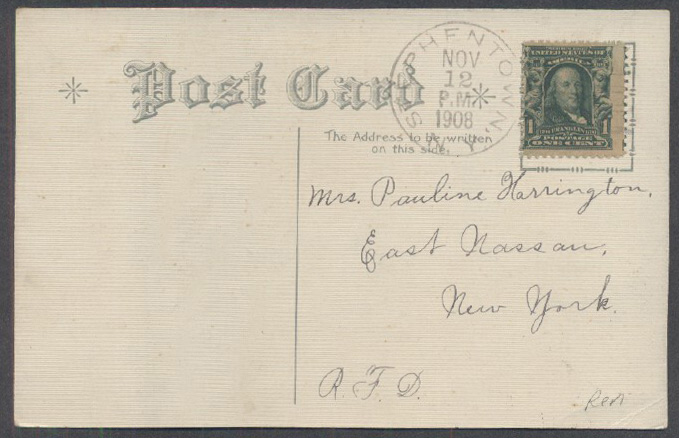 Post Card
STEPHENTOWN, N.Y.
NOV
12
P.M.
1908
UNITED STATES OF
AMERICA
1 FRANKLIN 1
POSTAGE
ONE CENT
The Address to be written
on this side.
Mrs. Pauline Harrington,
East Nassau,
New York.
R. F. D.